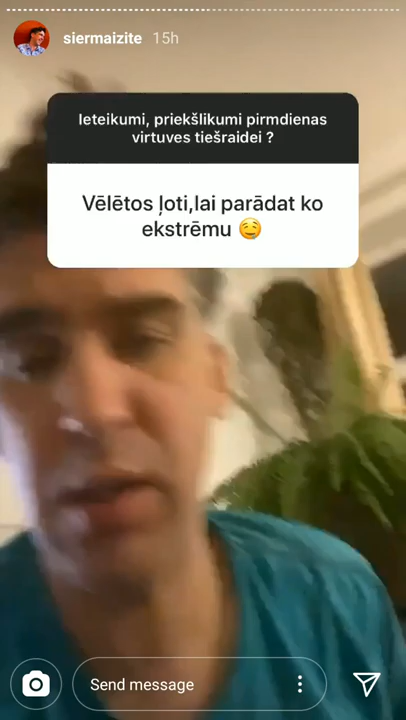 siermaizite 15h
Ieteikumi, priekšlikumi pirmdienas
virtuves tiešraidei ?
Vēlētos ļoti,lai parādat ko
ekstrēmu 🤤
Send message